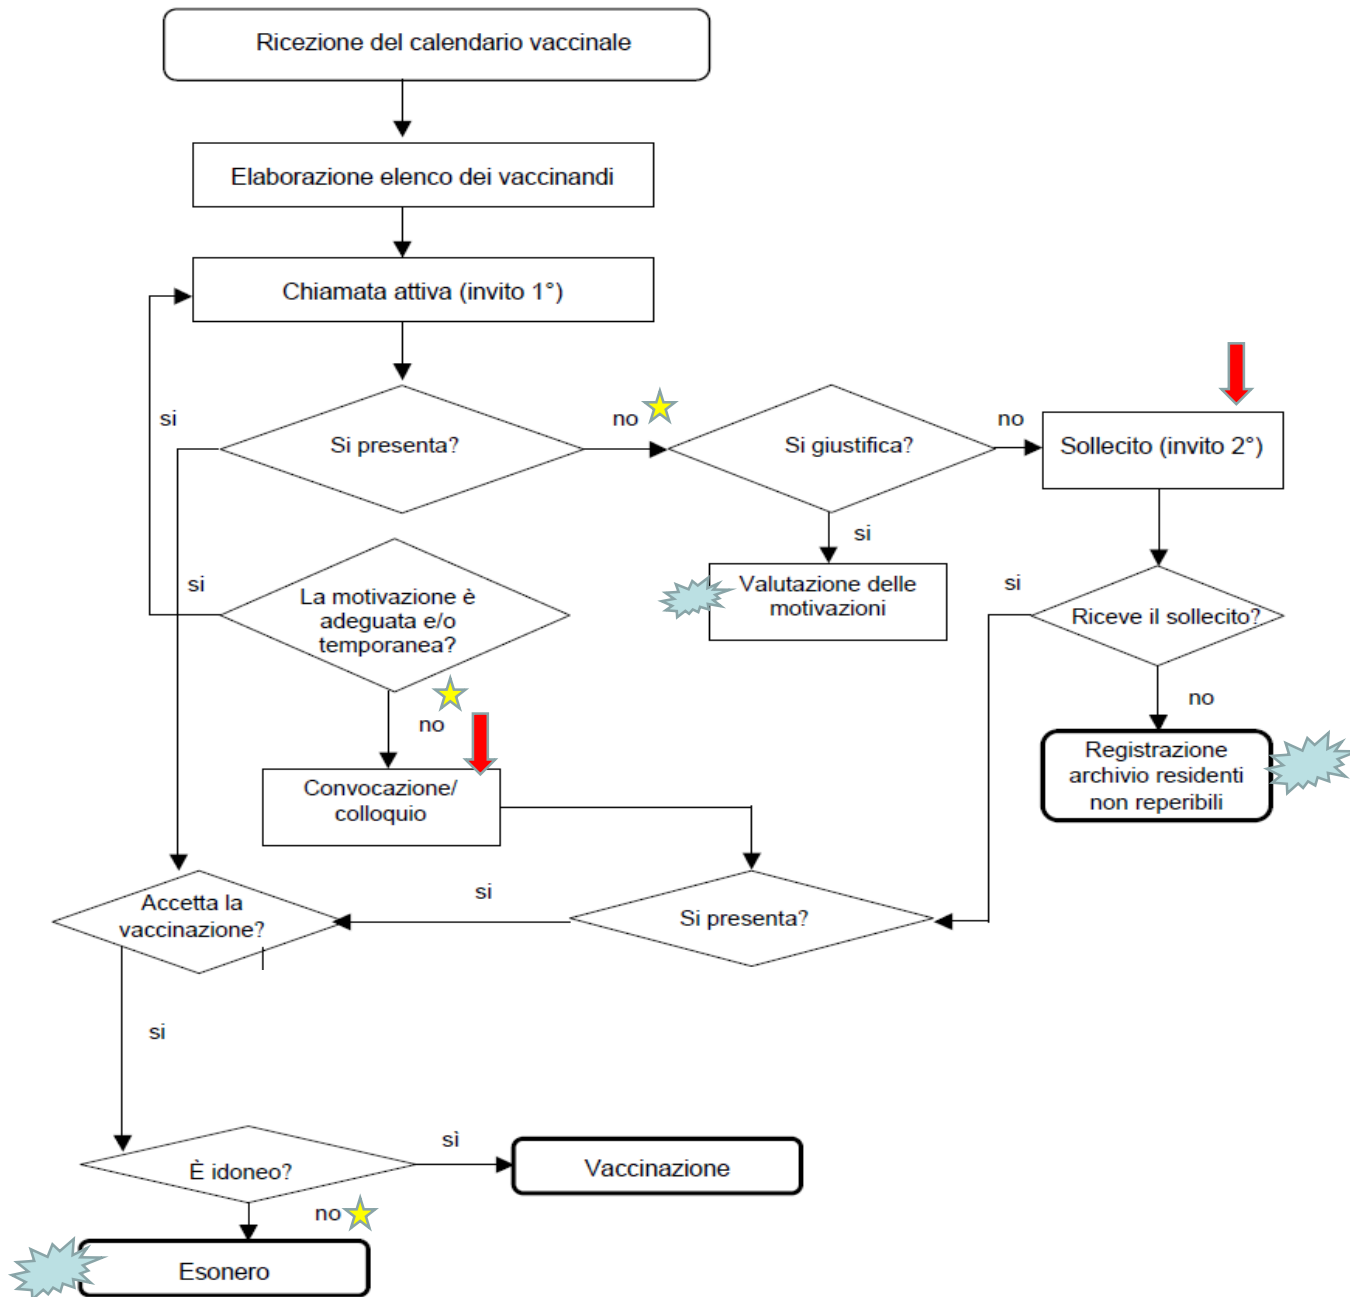 Ricezione del calendario vaccinale
Elaborazione elenco dei vaccinandi
Chiamata attiva (invito 1°)
si
no
no
Si presenta?
Si giustifica?
Sollecito (invito 2°)
si
si
si
La motivazione è
adeguata e/o
temporanea?
Valutazione delle
motivazioni
Riceve il sollecito?
no
no
Convocazione/
colloquio
Registrazione
archivio residenti
non reperibili
Accetta la
vaccinazione?
si
Si presenta?
si
È idoneo?
sì
Vaccinazione
no
Esonero